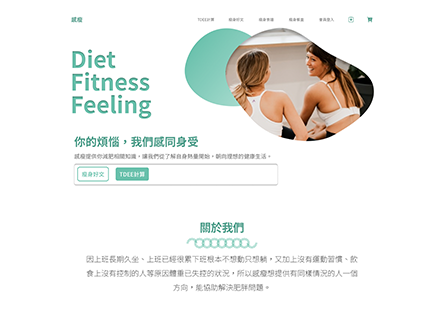 感瘦
TDEE計算
瘦身好文
瘦身食譜
瘦身餐盒
會員登入
Diet
Fitness
Feeling
你的煩惱，我們感同身受
感瘦提供你減肥相關知識，讓我們從了解自身熱量開始，朝向理想的健康生活。
瘦身好文
TDEE計算
關於我們
因上班長期久坐、上班已經很累下班根本不想動只想躺，又加上沒有運動習慣、飲
食上沒有控制的人等原因體重已失控的狀況，所以感瘦想提供有同樣情況的人一個
方向，能協助解決肥胖問題。